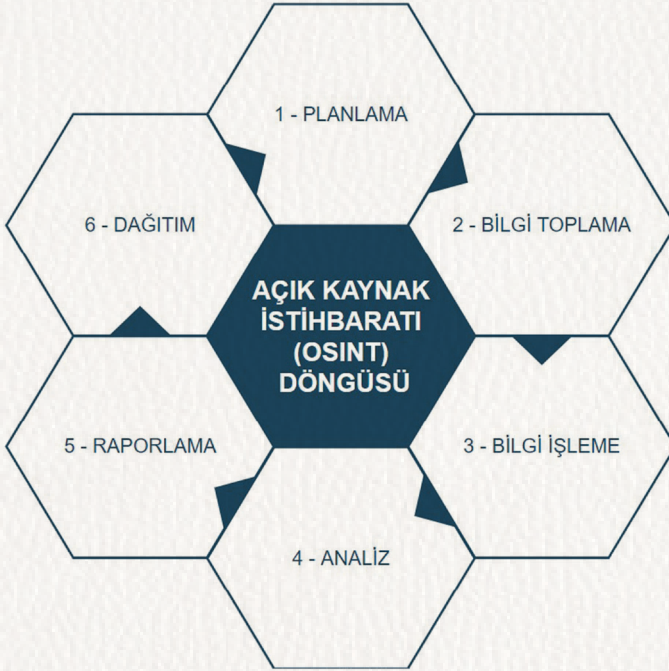 1 - PLANLAMA
2 - BİLGİ TOPLAMA
3 - BİLGİ İŞLEME
4 - ANALİZ
5 - RAPORLAMA
6 - DAĞITIM
AÇIK KAYNAK
İSTİHBARATI
(OSINT)
DÖNGÜSÜ